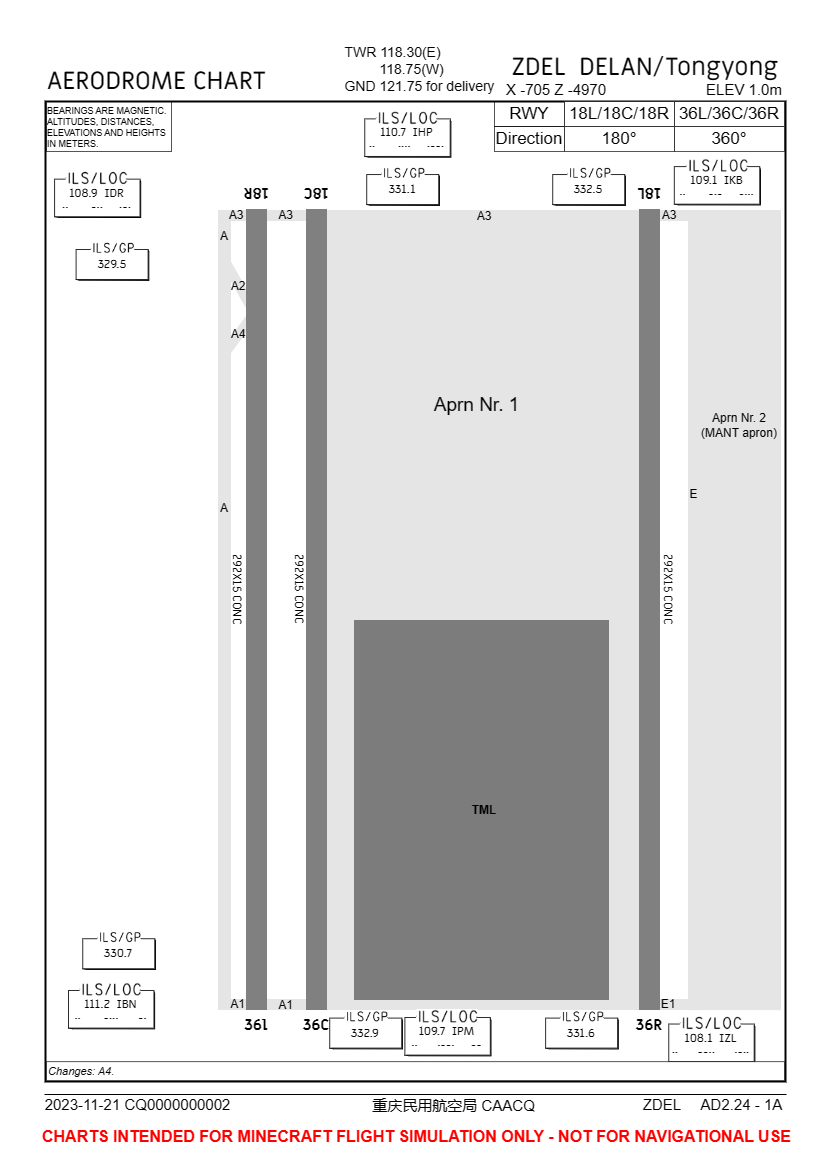 TWR 118.30(E)
118.75(W)
GND 121.75 for delivery
AERODROME CHART
ZDEL DELAN/Tongyong
X -705 Z -4970
ELEV 1.0m
BEARINGS ARE MAGNETIC.
ALTITUDES, DISTANCES,
ELEVATIONS AND HEIGHTS
IN METERS.
RWY 18L/18C/18R 36L/36C/36R
Direction 180° 360°
ILS/LOC
110.7 IHP
ILS/LOC
108.9 IDR
ILS/GP
331.1
ILS/GP
332.5
ILS/LOC
109.1 IKB
18R
18C
18L
A3
A3
A3
A3
A
ILS/GP
329.5
A2
A4
Aprn Nr. 1
Aprn Nr. 2
(MANT apron)
E
A
292X15 CONC
292X15 CONC
292X15 CONC
TML
ILS/GP
330.7
ILS/LOC
111.2 IBN
A1
A1
E1
36l
36C
36R
ILS/GP
332.9
ILS/LOC
109.7 IPM
ILS/GP
331.6
ILS/LOC
108.1 IZL
Changes: A4.
2023-11-21 CQ0000000002
重庆民用航空局 CAACQ
ZDEL AD2.24 - 1A
CHARTS INTENDED FOR MINECRAFT FLIGHT SIMULATION ONLY - NOT FOR NAVIGATIONAL USE